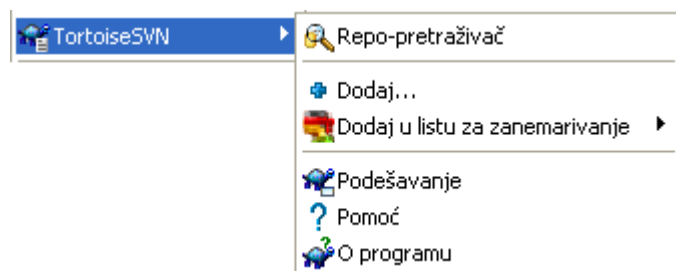 TortoiseSVN
Repo-pretraživač
Dodaj...
Dodaj u listu za zanemarivanje
Podešavanje
Pomoć
O programu